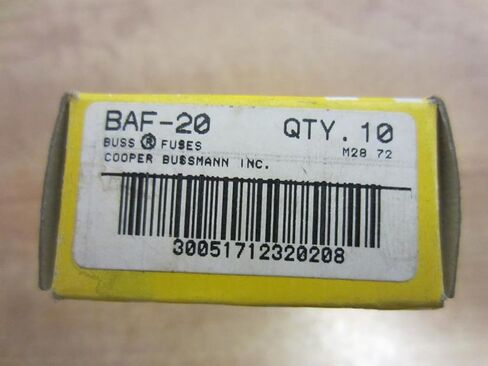 BAF-20 QTY.10
BUSS ® FUSES M28 72
COOPER BUSSMANN INC.
30051712320208